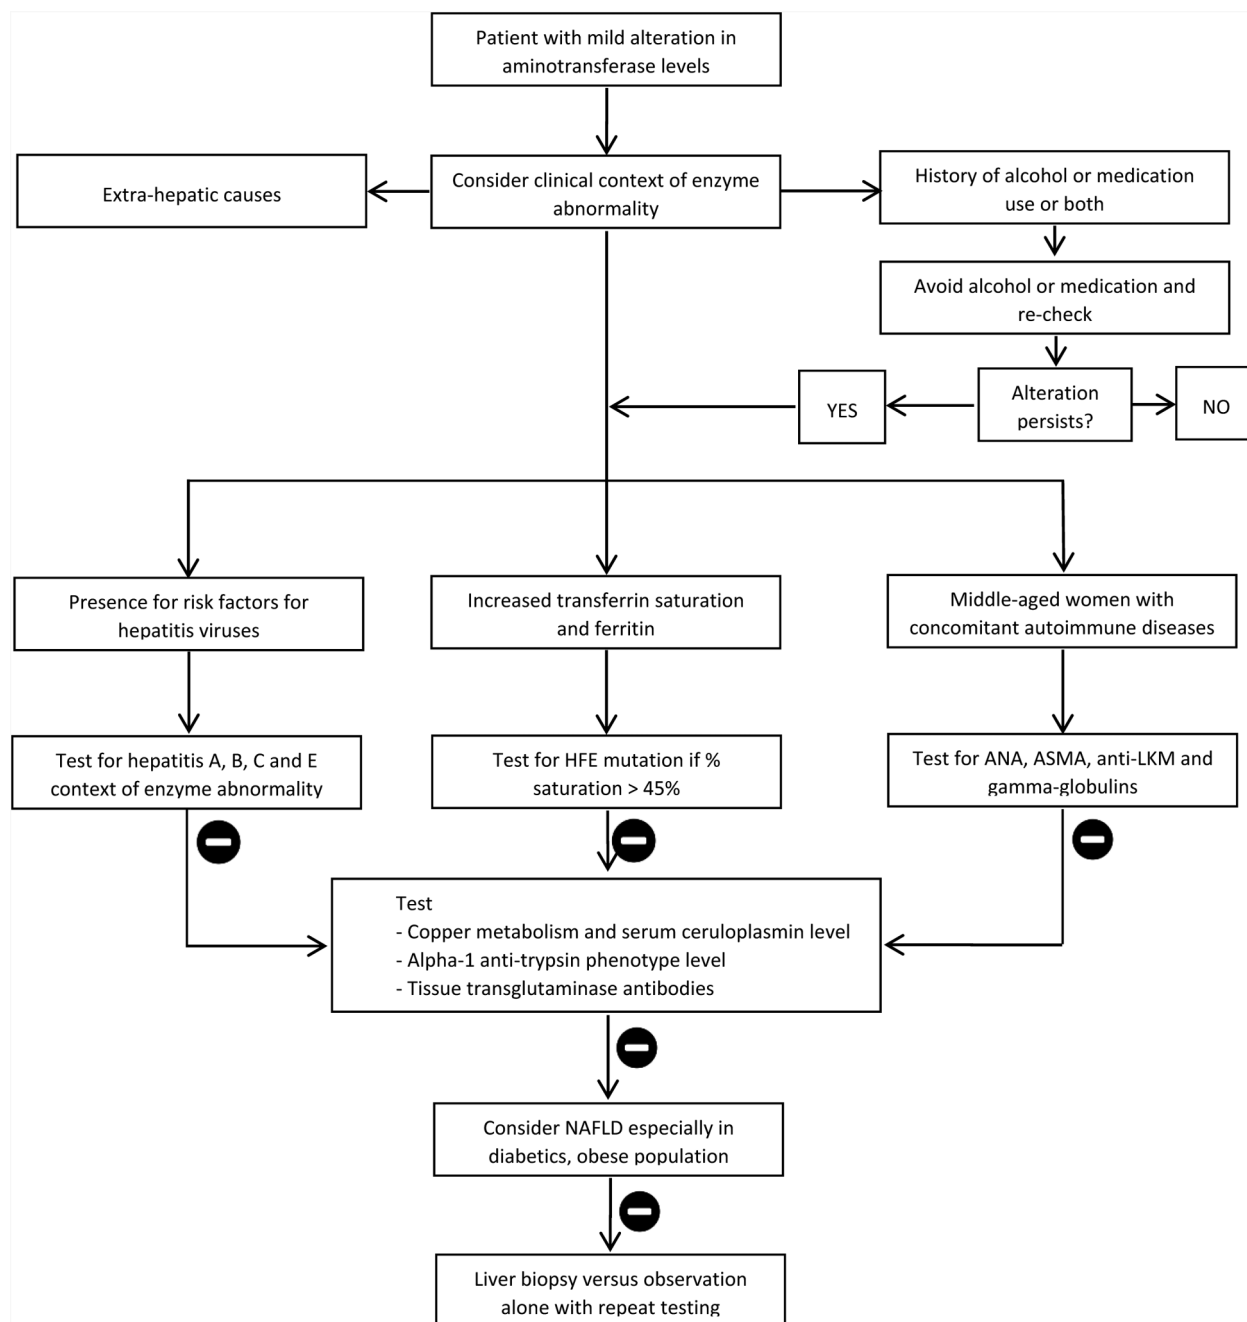 Patient with mild alteration in
aminotransferase levels
Extra-hepatic causes
Consider clinical context of enzyme
abnormality
History of alcohol or medication
use or both
Avoid alcohol or medication and
re-check
YES
Alteration
persists?
NO
Presence for risk factors for
hepatitis viruses
Increased transferrin saturation
and ferritin
Middle-aged women with
concomitant autoimmune diseases
Test for hepatitis A, B, C and E
context of enzyme abnormality
Test for HFE mutation if %
saturation > 45%
Test for ANA, ASMA, anti-LKM and
gamma-globulins
Test
- Copper metabolism and serum ceruloplasmin level
- Alpha-1 anti-trypsin phenotype level
- Tissue transglutaminase antibodies
Consider NAFLD especially in
diabetics, obese population
Liver biopsy versus observation
alone with repeat testing